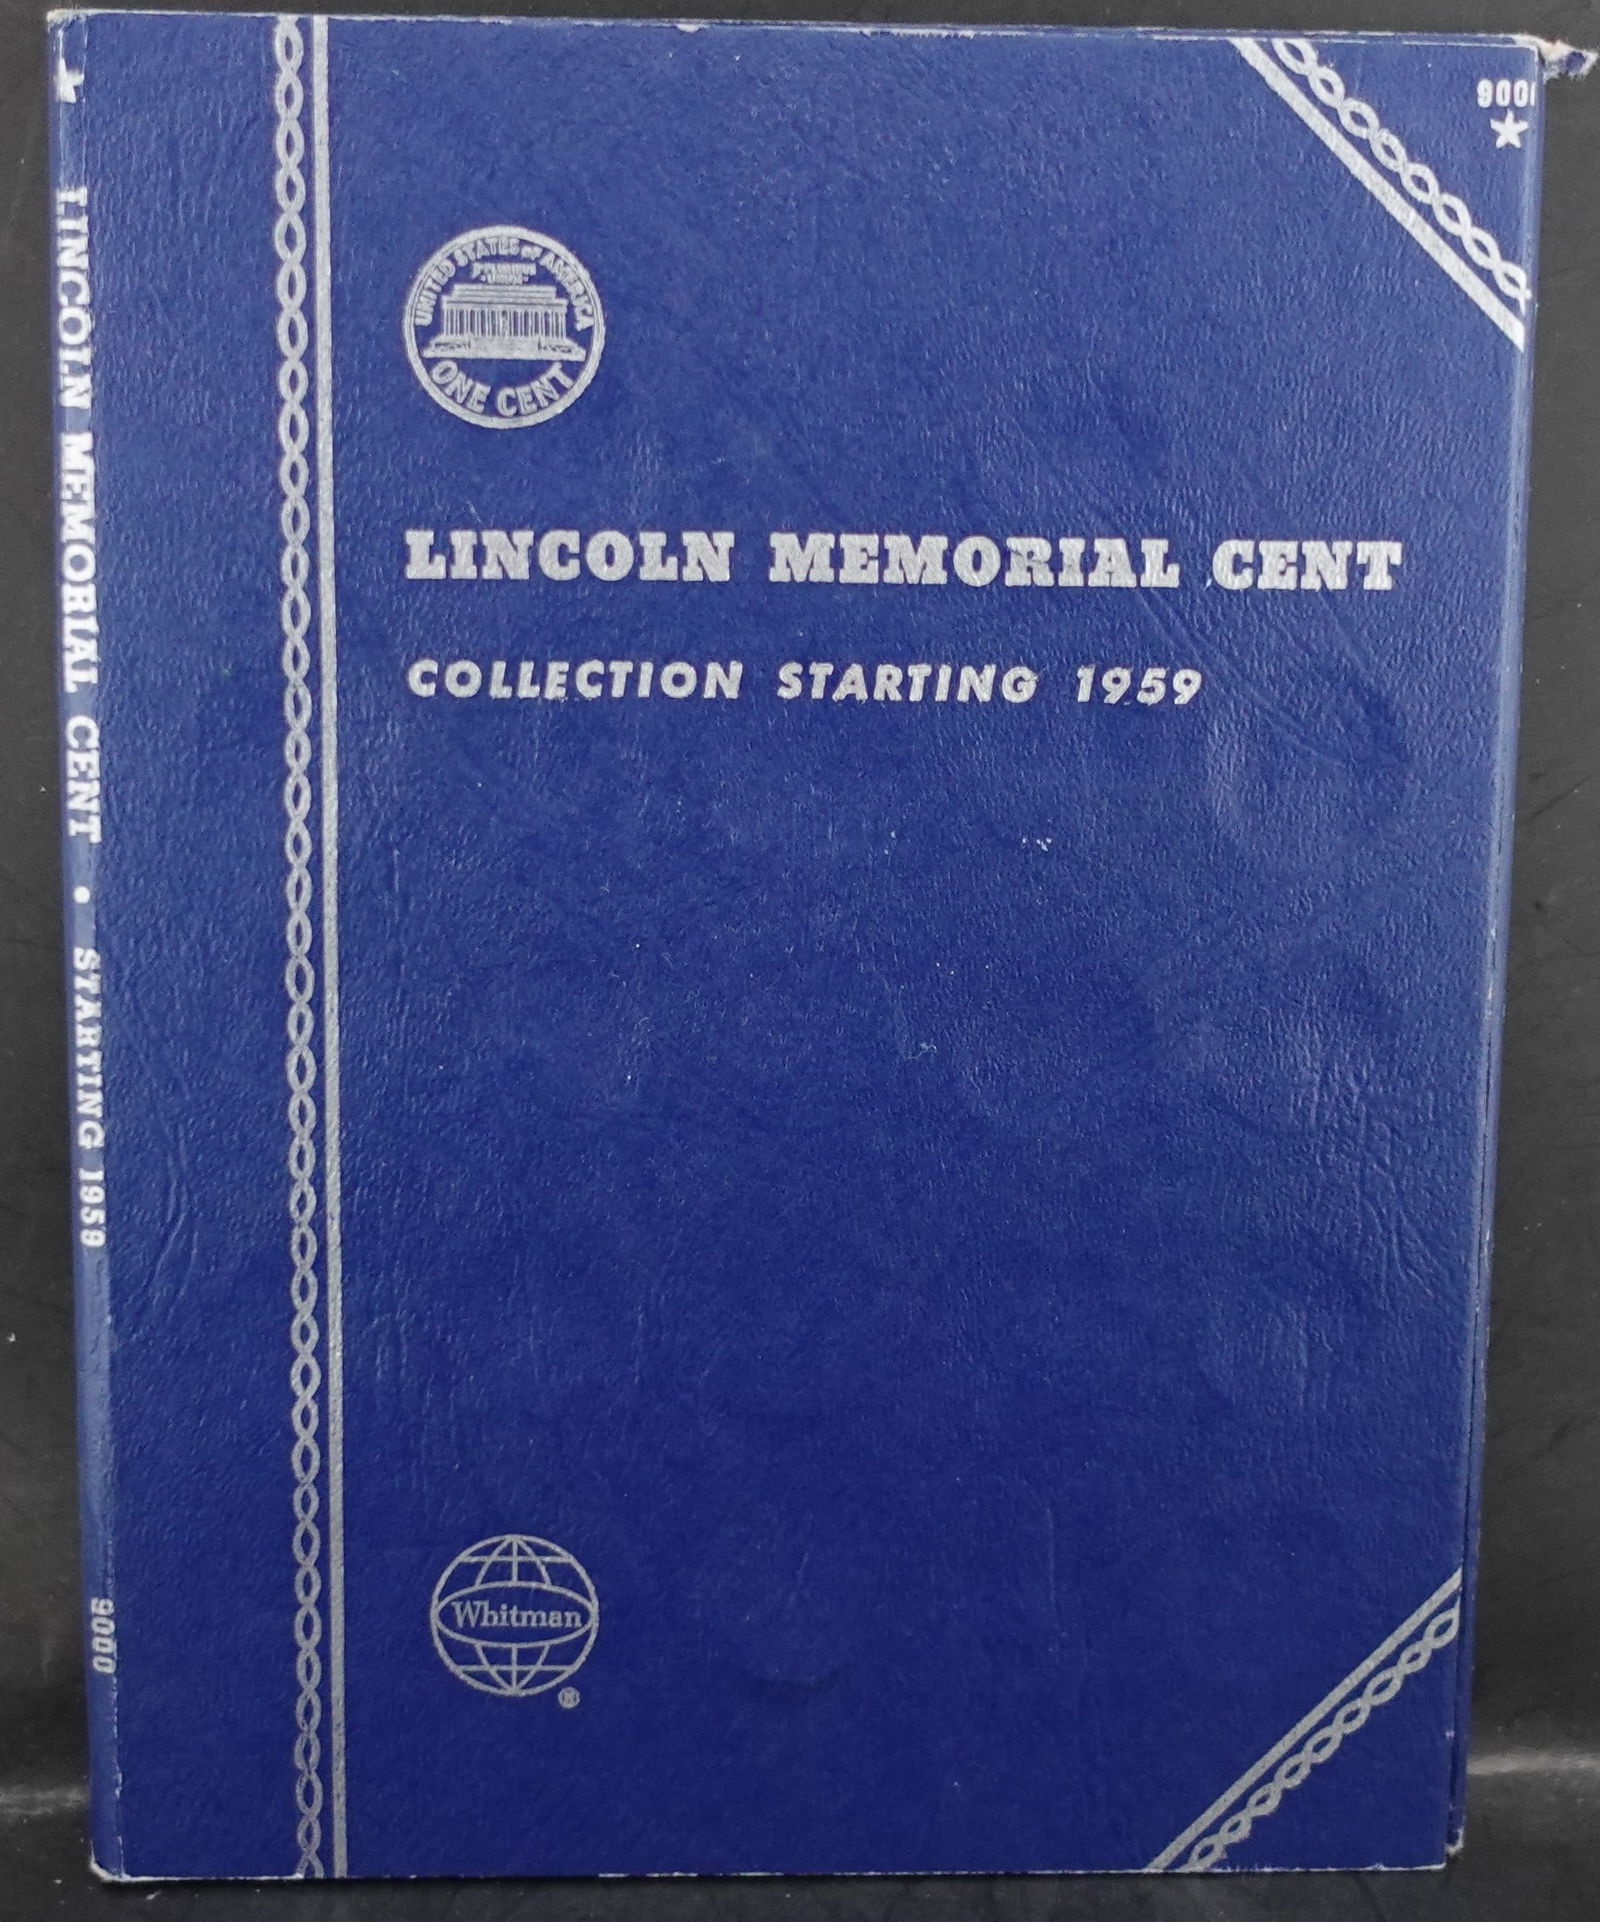 900
UNITED STATES OF AMERICA
ONE CENT
LINCOLN MEMORIAL CENT
COLLECTION STARTING 1959
Whitman
®
LINCOLN MEMORIAL CENT • STARTING 1959
9000